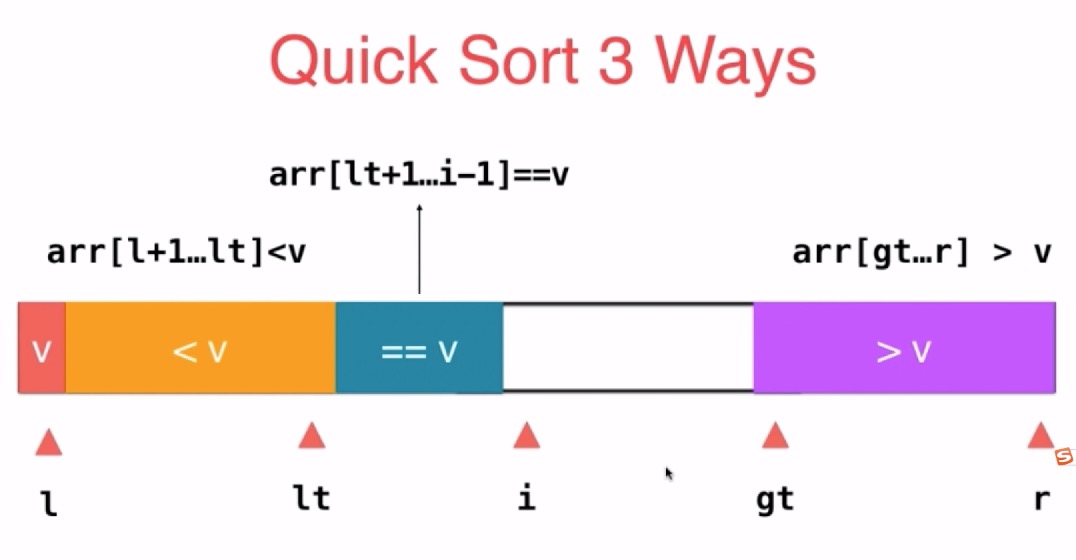 Quick Sort 3 Ways
arr[lt+1…i-1]==v
arr[l+1…lt]<v
arr[gt…r] > v
v
< v
== v
> v
l
lt
i
gt
r
S